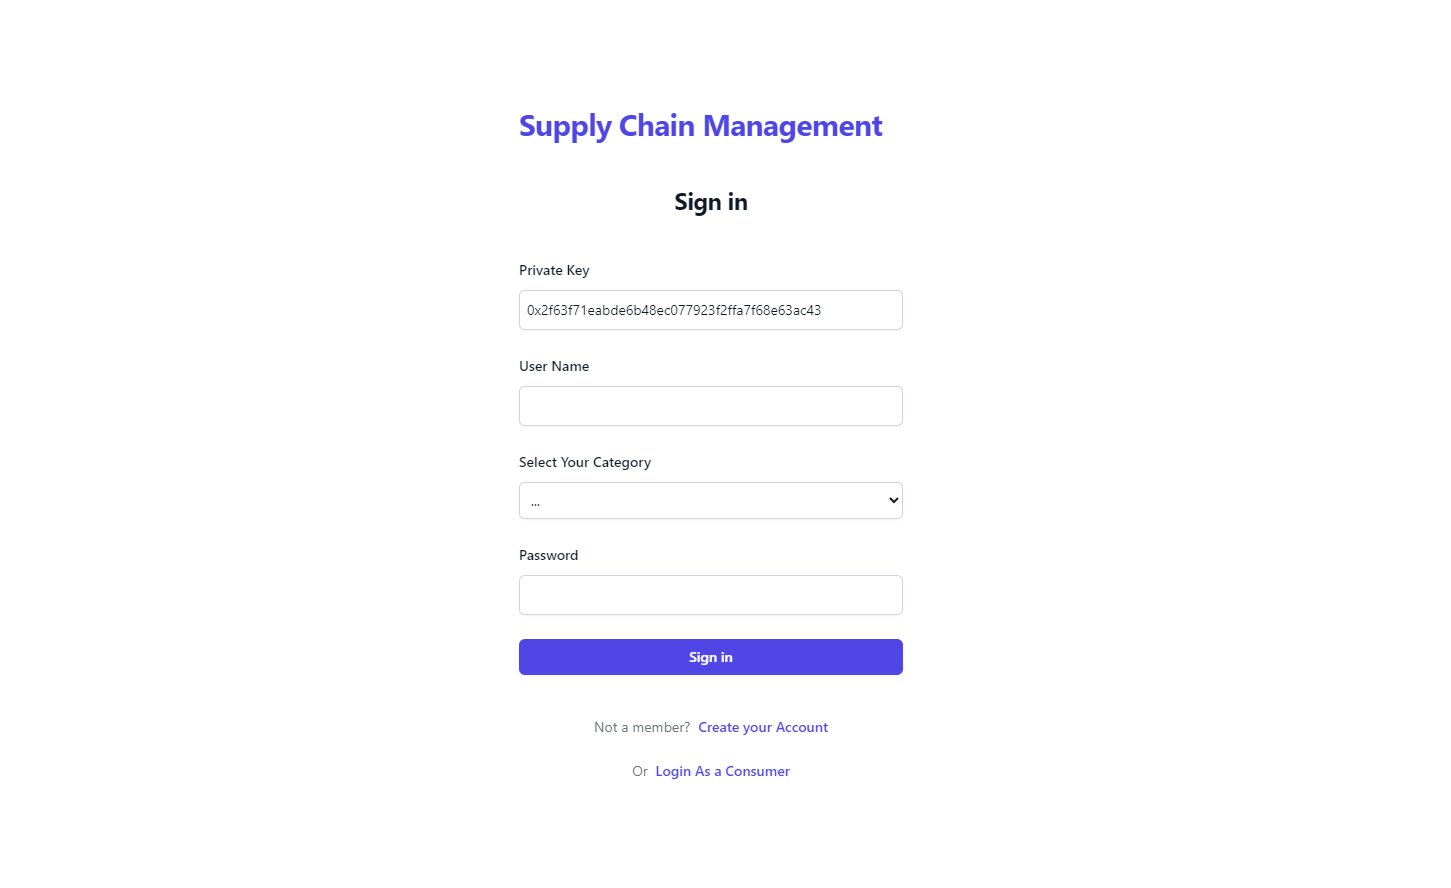 Supply Chain Management
Sign in
Private Key
0x2f63f71eabde6b48ec077923f2ffa7f68e63ac43
User Name
Select Your Category
...
Password
Sign in
Not a member? Create your Account
Or Login As a Consumer